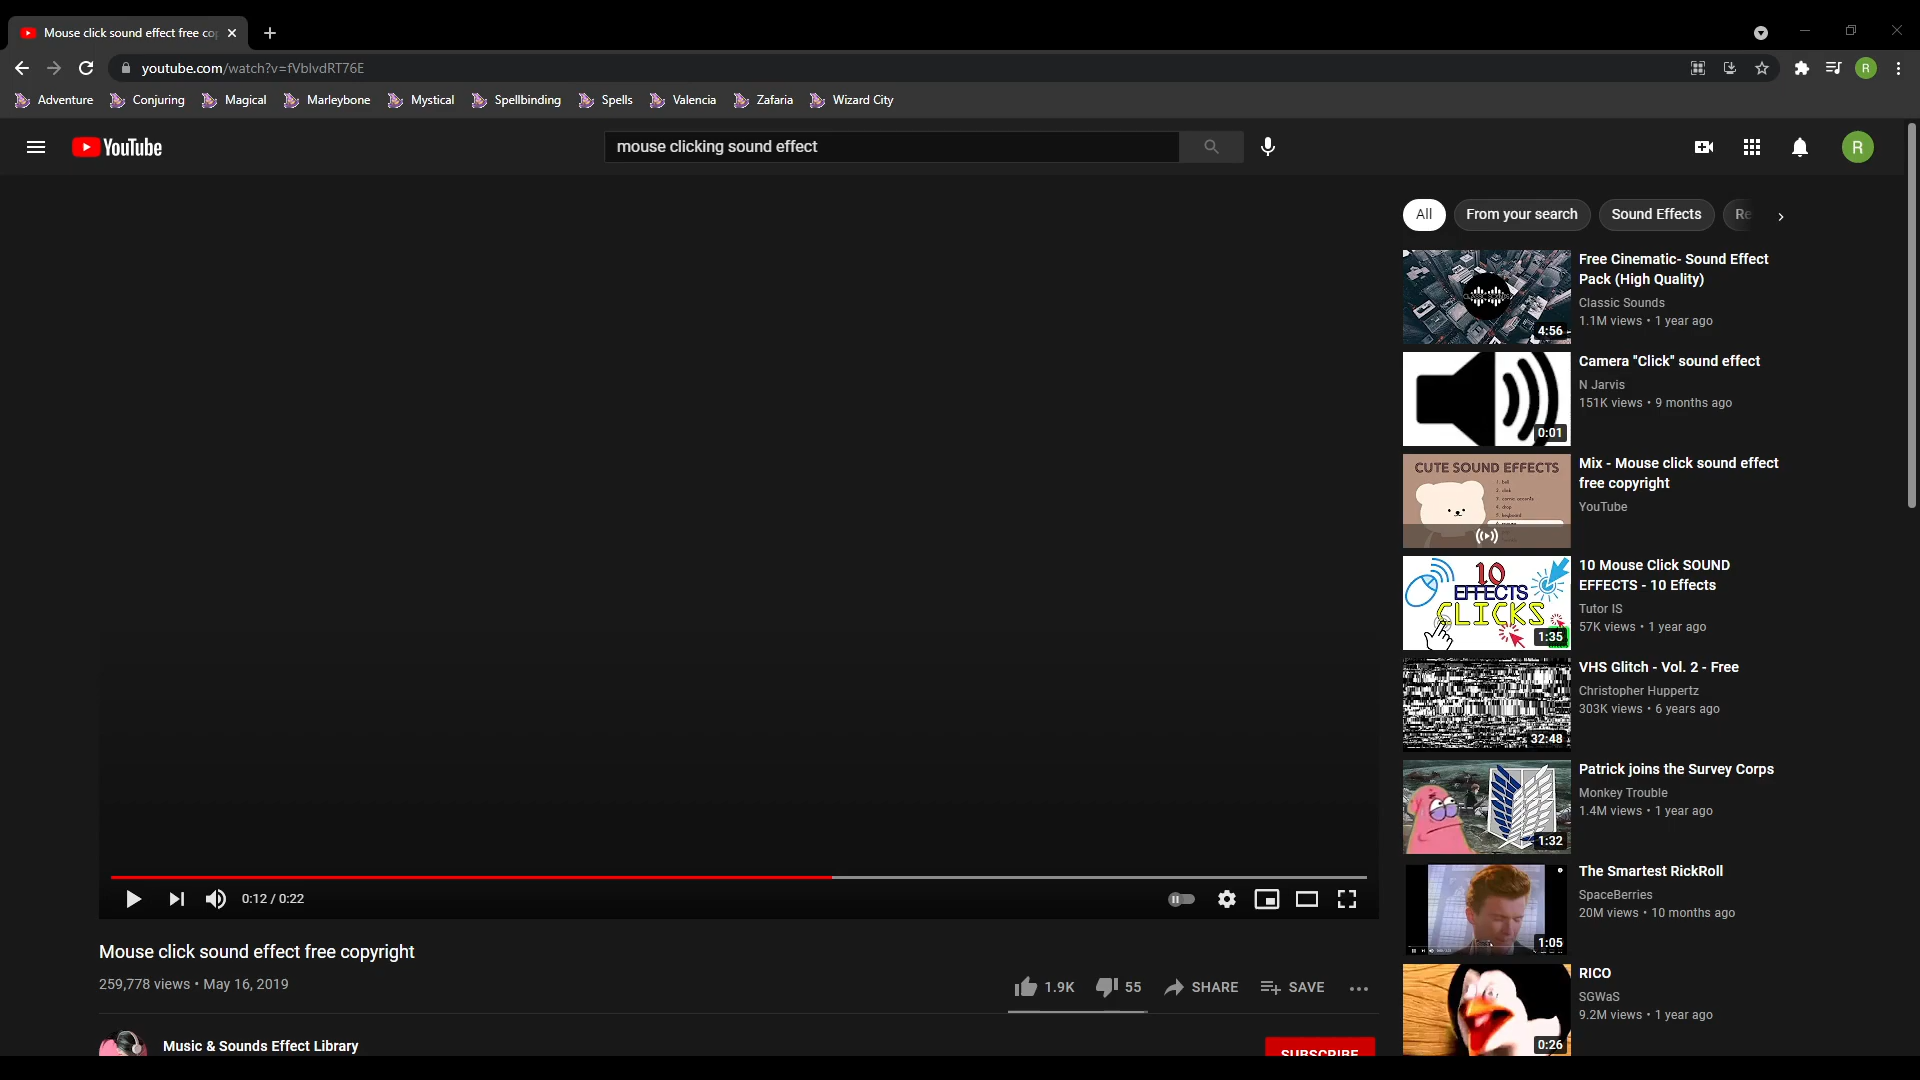 Mouse click sound effect free cop
youtube.com/watch?v=fVblvdRT76E
R
Adventure Conjuring Magical Marleybone Mystical Spellbinding Spells Valencia Zafaria Wizard City
YouTube
mouse clicking sound effect
R
All From your search Sound Effects Re
Free Cinematic- Sound Effect
Pack (High Quality)
Classic Sounds
1.1M views • 1 year ago
4:56
Camera "Click" sound effect
N Jarvis
151K views • 9 months ago
0:01
CUTE SOUND EFFECTS
Mix - Mouse click sound effect
free copyright
YouTube
10
EFFECTS
CLICKS
1:35
10 Mouse Click SOUND
EFFECTS - 10 Effects
Tutor IS
57K views • 1 year ago
VHS Glitch - Vol. 2 - Free
Christopher Huppertz
303K views • 6 years ago
32:48
Patrick joins the Survey Corps
Monkey Trouble
1.4M views • 1 year ago
1:32
The Smartest RickRoll
SpaceBerries
20M views • 10 months ago
1:05
RICO
SGWaS
9.2M views • 1 year ago
0:26
0:12 / 0:22
Mouse click sound effect free copyright
259,778 views • May 16, 2019
1.9K 55 SHARE SAVE
Music & Sounds Effect Library
SUBSCRIBE